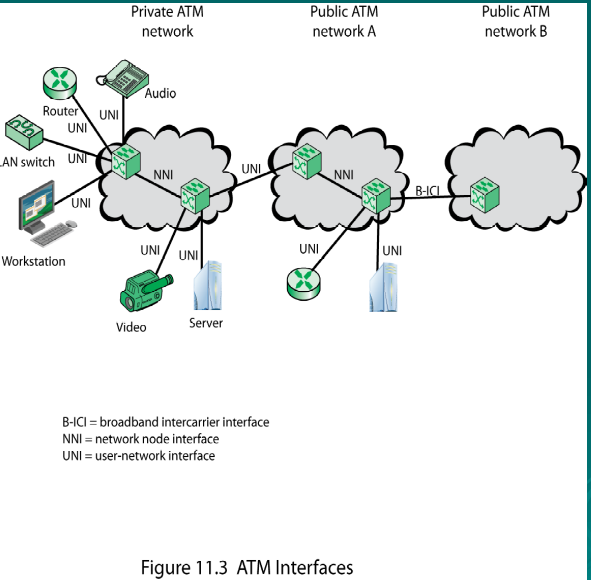 Private ATM
network
Public ATM
network A
Public ATM
network B
Audio
Router
UNI
UNI
LAN switch
UNI
UNI
Workstation
NNI
UNI
NNI
B-ICI
UNI
UNI
UNI
UNI
Video
Server
B-ICI = broadband intercarrier interface
NNI = network node interface
UNI = user-network interface
Figure 11.3 ATM Interfaces